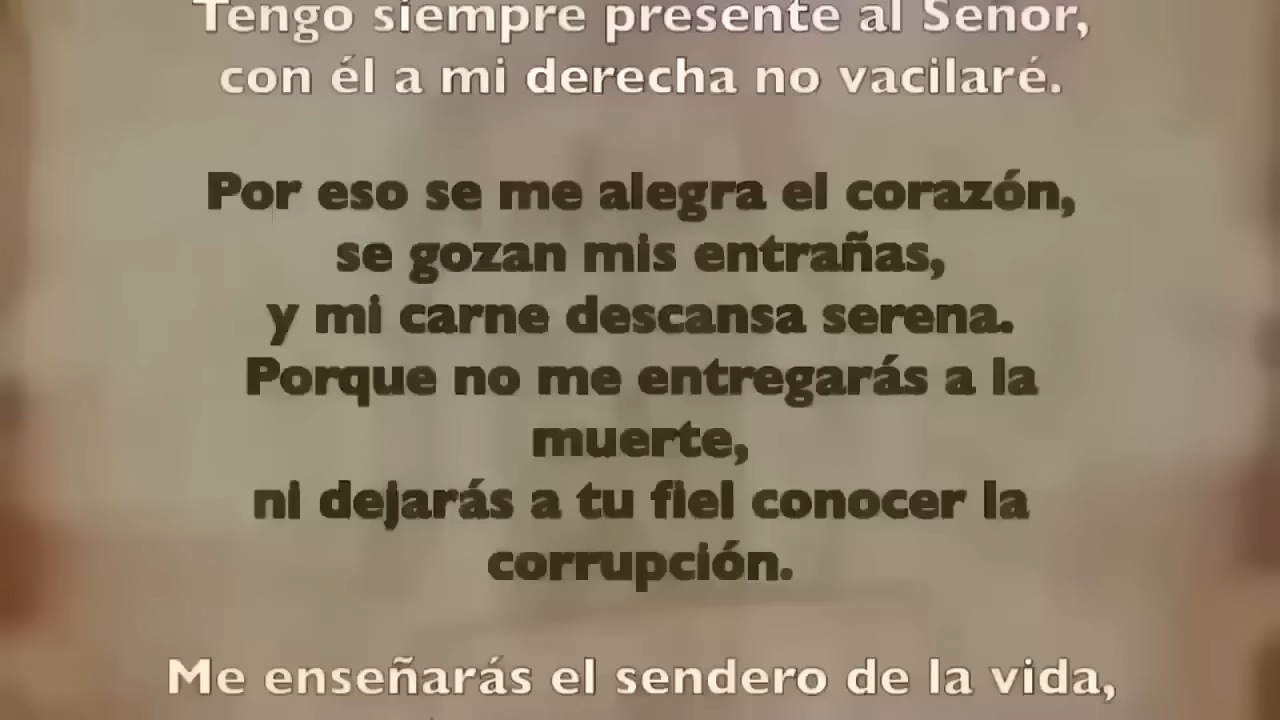 Tengo siempre presente al Señor,
con él a mi derecha no vacilaré.
Por eso se me alegra el corazón,
se gozan mis entrañas,
y mi carne descansa serena.
Porque no me entregarás a la
muerte,
ni dejarás a tu fiel conocer la
corrupción.
Me enseñarás el sendero de la vida,